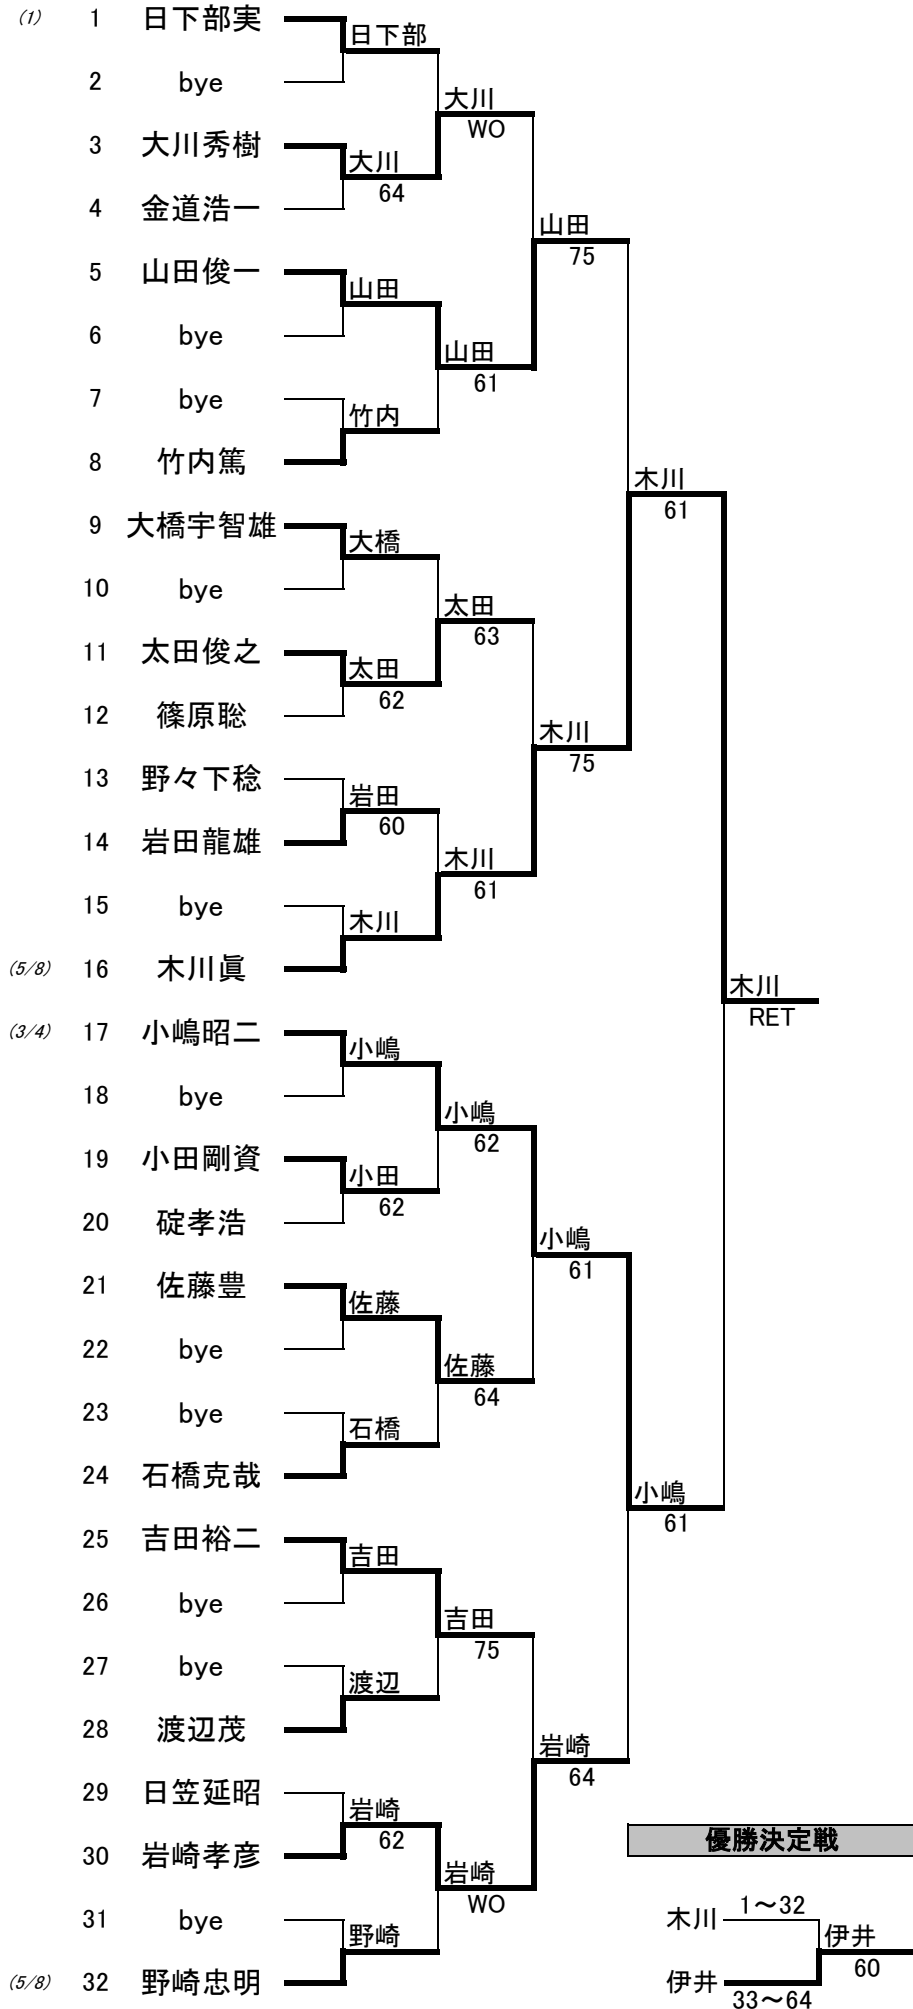 (1) 1 日下部実
日下部
2 bye
大川
WO
3 大川秀樹
大川
64
4 金道浩一
山田
75
5 山田俊一
山田
6 bye
山田
61
7 bye
竹内
8 竹内篤
木川
61
9 大橋宇智雄
大橋
10 bye
太田
63
11 太田俊之
太田
62
12 篠原聡
木川
75
13 野々下稔
岩田
60
14 岩田龍雄
木川
61
15 bye
木川
(5/8) 16 木川眞
木川
RET
(3/4) 17 小嶋昭二
小嶋
18 bye
小嶋
62
19 小田剛資
小田
62
20 碇孝浩
小嶋
61
21 佐藤豊
佐藤
22 bye
佐藤
64
23 bye
石橋
24 石橋克哉
小嶋
61
25 吉田裕二
吉田
26 bye
吉田
75
27 bye
渡辺
28 渡辺茂
岩崎
64
29 日笠延昭
岩崎
62
30 岩崎孝彦
岩崎
WO
31 bye
野崎
(5/8) 32 野崎忠明
優勝決定戦
木川 1～32
伊井
60
伊井 33～64